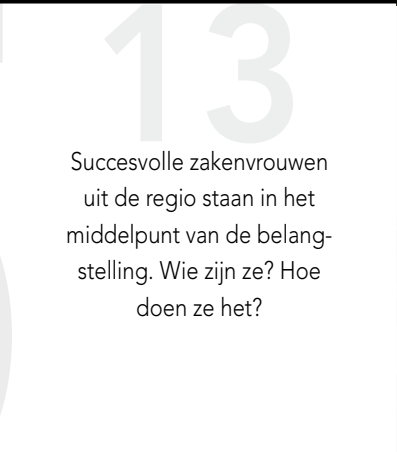 13
Succesvolle zakenvrouwen
uit de regio staan in het
middelpunt van de belang-
stelling. Wie zijn ze? Hoe
doen ze het?